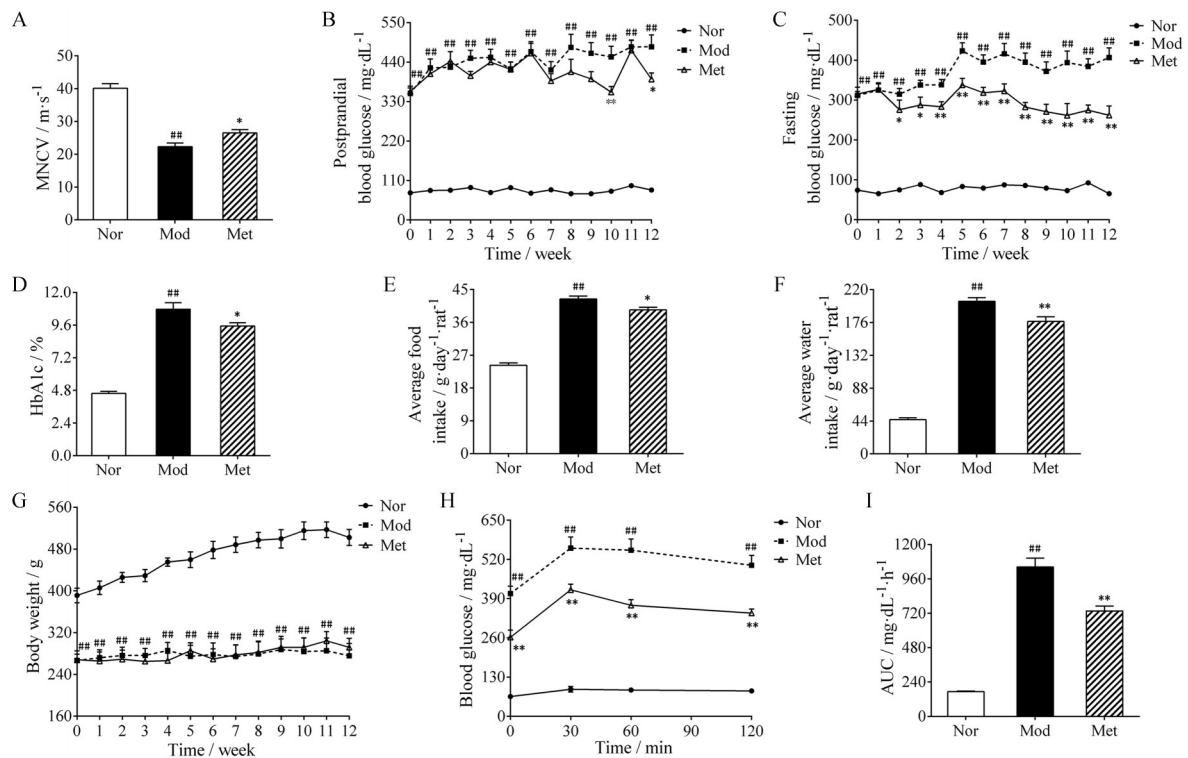 A
MNCV / m·s⁻¹
50
40
30
20
10
0
##
*
Nor
Mod
Met
B
Postprandial
blood glucose / mg·dL⁻¹
550
440
330
220
110
0
## ## ## ## ## ## ## ## ## ## ## ## ##
** *
0 1 2 3 4 5 6 7 8 9 10 11 12
Time / week
Nor
Mod
Met
C
Fasting
blood glucose / mg·dL⁻¹
500
400
300
200
100
0
## ## ## ## ## ## ## ## ## ## ## ## ##
* * ** ** ** ** ** ** ** ** **
0 1 2 3 4 5 6 7 8 9 10 11 12
Time / week
Nor
Mod
Met
D
HbA1c / %
12.0
9.6
7.2
4.8
2.4
0.0
##
*
Nor
Mod
Met
E
Average food
intake / g·day⁻¹·rat⁻¹
45
36
27
18
9
0
##
*
Nor
Mod
Met
F
Average water
intake / g·day⁻¹·rat⁻¹
220
176
132
88
44
0
##
**
Nor
Mod
Met
G
Body weight / g
560
480
400
320
240
160
## ## ## ## ## ## ## ## ## ## ## ## ##
0 1 2 3 4 5 6 7 8 9 10 11 12
Time / week
Nor
Mod
Met
H
Blood glucose / mg·dL⁻¹
650
520
390
260
130
0
## ## ## ##
** ** ** **
0 30 60 90 120
Time / min
Nor
Mod
Met
I
AUC / mg·dL⁻¹·h⁻¹
1200
960
720
480
240
0
##
**
Nor
Mod
Met